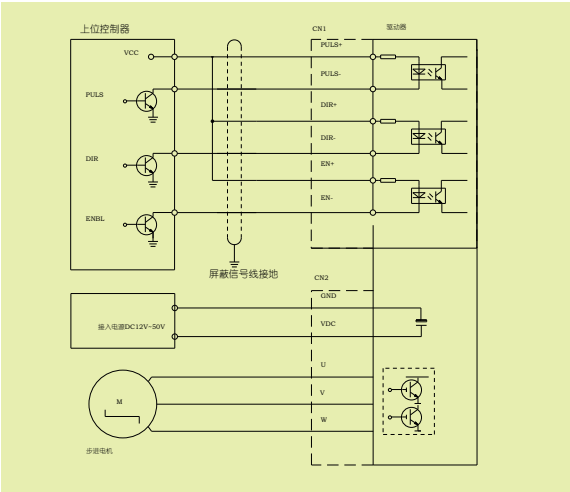 上位控制器
CN1
驱动器
VCC
PULS+
PULS
PULS-
DIR+
DIR
DIR-
EN+
ENBL
EN-
屏蔽信号线接地
CN2
GND
接入电源DC12V~50V
VDC
U
M
V
W
步进电机